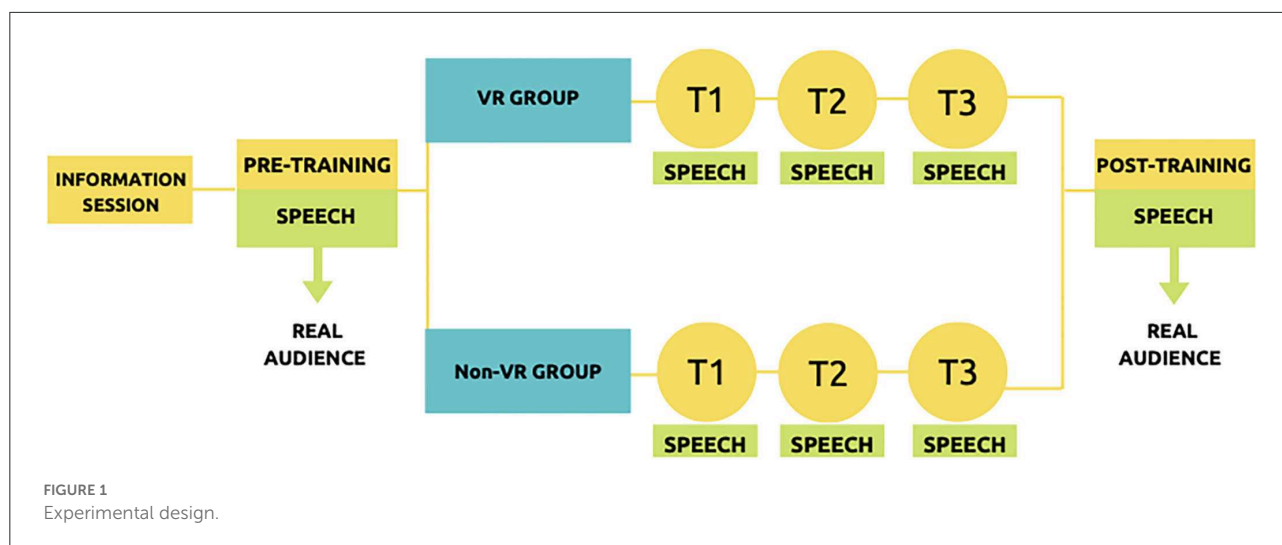 INFORMATION
SESSION
PRE-TRAINING
SPEECH
REAL
AUDIENCE
VR GROUP
T1
T2
T3
SPEECH
SPEECH
SPEECH
Non-VR GROUP
T1
T2
T3
SPEECH
SPEECH
SPEECH
POST-TRAINING
SPEECH
REAL
AUDIENCE
FIGURE 1
Experimental design.